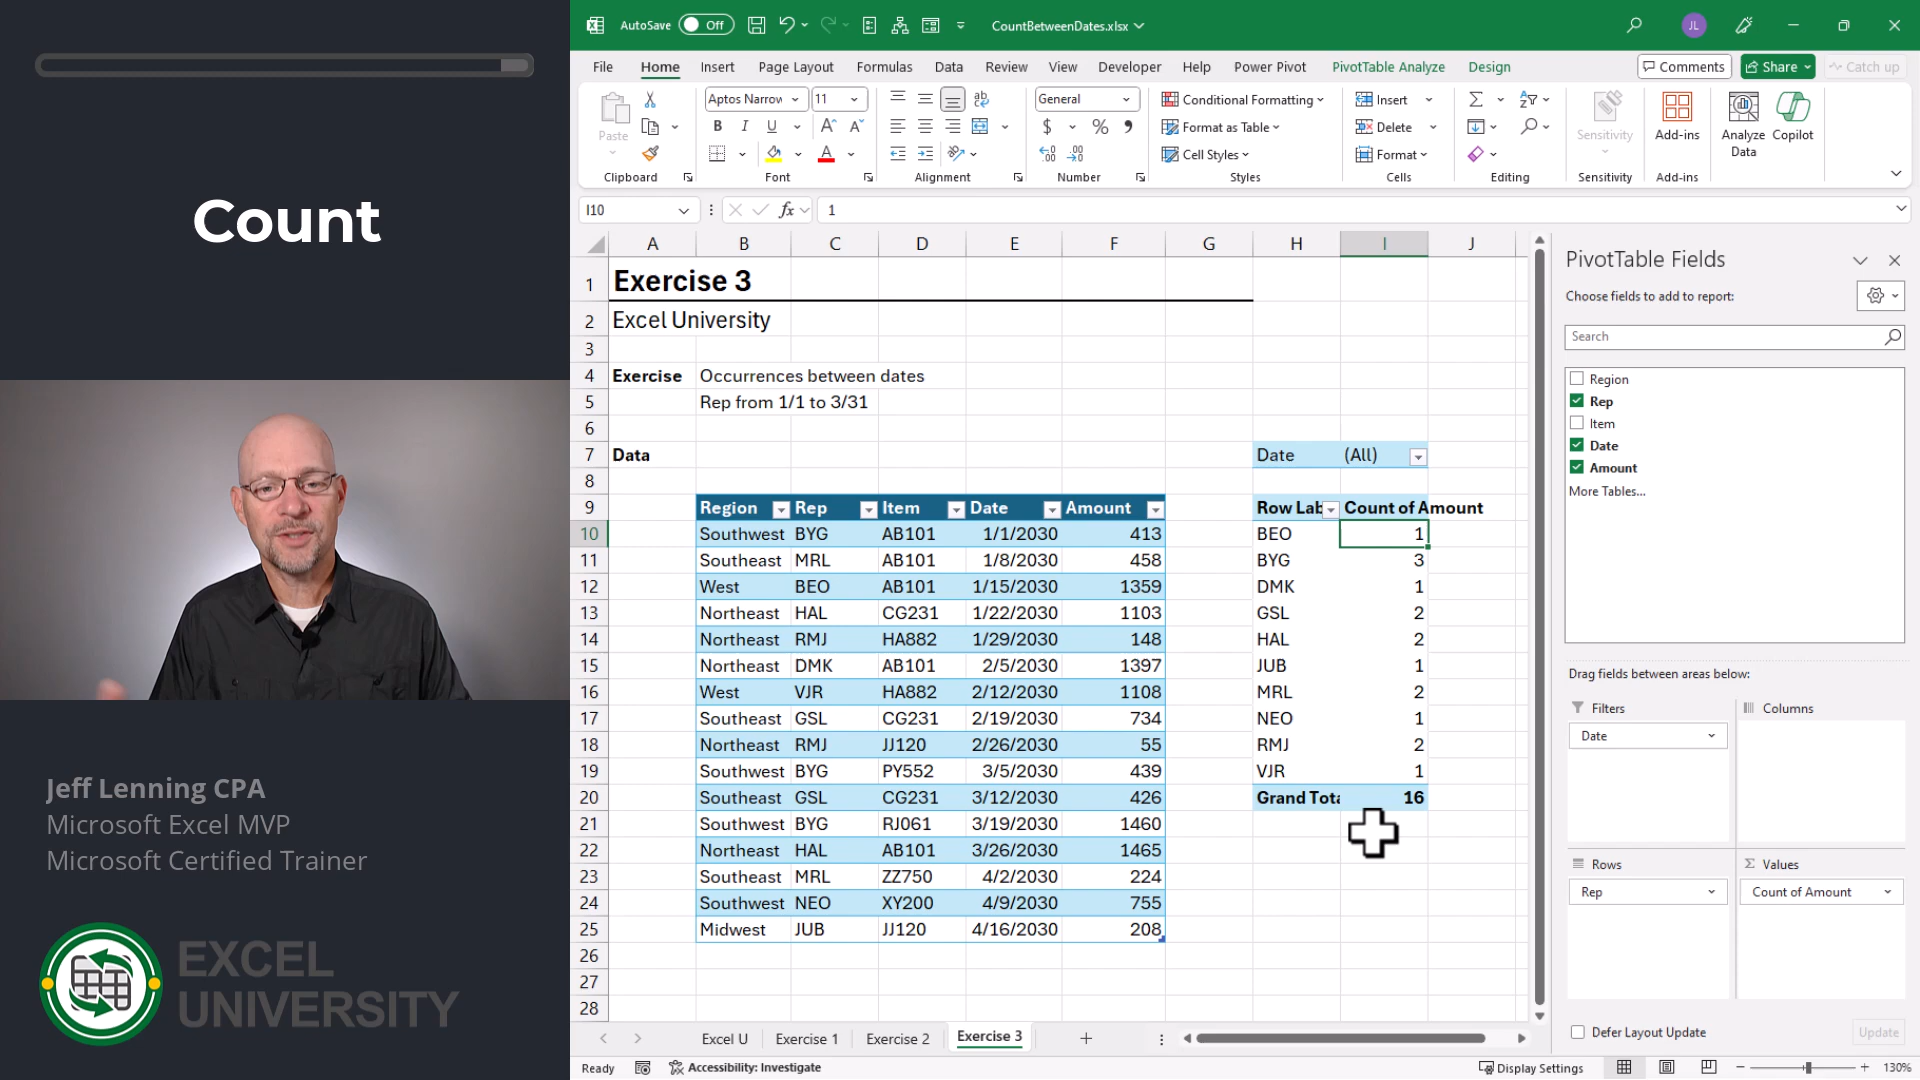 Count
Jeff Lenning CPA
Microsoft Excel MVP
Microsoft Certified Trainer
EXCEL
UNIVERSITY
AutoSave Off
CountBetweenDates.xlsx
JL
File Home Insert Page Layout Formulas Data Review View Developer Help Power Pivot PivotTable Analyze Design
Comments Share Catch up
Paste
Clipboard
Aptos Narrow 11
B I U
Font
ab
Alignment
General
$ % 9
Number
Conditional Formatting
Format as Table
Cell Styles
Styles
Insert
Delete
Format
Cells
Editing
Sensitivity
Sensitivity
Add-ins
Add-ins
Analyze
Data
Copilot
I10 fx 1
A B C D E F G H I J
1 Exercise 3
2 Excel University
3
4 Exercise Occurrences between dates
5 Rep from 1/1 to 3/31
6
7 Data Date (All)
8
9 Region Rep Item Date Amount Row Lab Count of Amount
10 Southwest BYG AB101 1/1/2030 413 BEO 1
11 Southeast MRL AB101 1/8/2030 458 BYG 3
12 West BEO AB101 1/15/2030 1359 DMK 1
13 Northeast HAL CG231 1/22/2030 1103 GSL 2
14 Northeast RMJ HA882 1/29/2030 148 HAL 2
15 Northeast DMK AB101 2/5/2030 1397 JUB 1
16 West VJR HA882 2/12/2030 1108 MRL 2
17 Southeast GSL CG231 2/19/2030 734 NEO 1
18 Northeast RMJ JJ120 2/26/2030 55 RMJ 2
19 Southwest BYG PY552 3/5/2030 439 VJR 1
20 Southeast GSL CG231 3/12/2030 426 Grand Tota 16
21 Southwest BYG RJ061 3/19/2030 1460
22 Northeast HAL AB101 3/26/2030 1465
23 Southeast MRL ZZ750 4/2/2030 224
24 Southwest NEO XY200 4/9/2030 755
25 Midwest JUB JJ120 4/16/2030 208
26
27
28
PivotTable Fields
Choose fields to add to report:
Search
Region
Rep
Item
Date
Amount
More Tables...
Drag fields between areas below:
Filters
Date
Columns
Rows
Rep
Values
Count of Amount
Defer Layout Update Update
Excel U Exercise 1 Exercise 2 Exercise 3
Ready Accessibility: Investigate Display Settings 130%